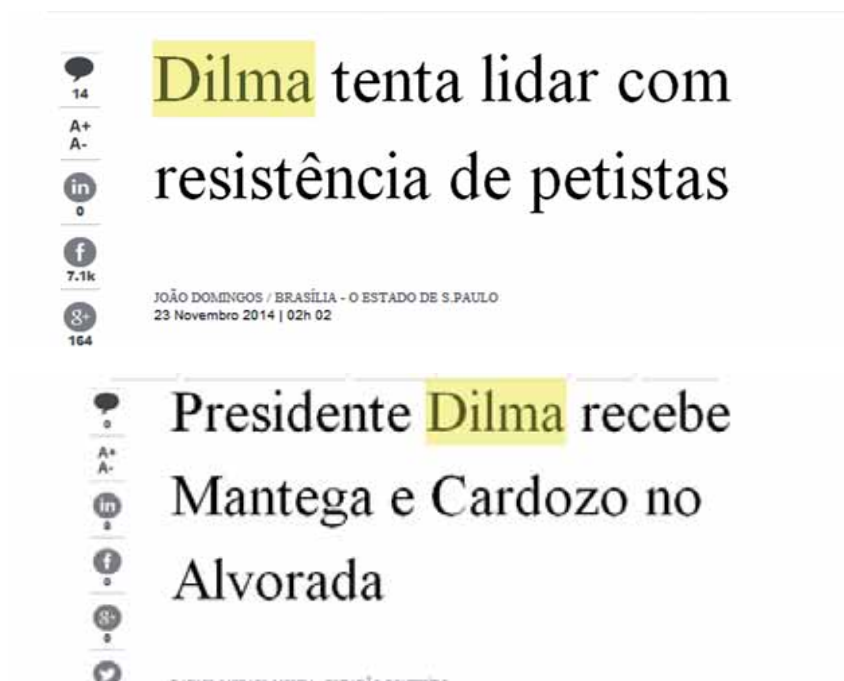 Dilma tenta lidar com
resistência de petistas
14
A+
A-
in
0
f
7.1k
8+
164
JOÃO DOMINGOS / BRASÍLIA - O ESTADO DE S.PAULO
23 Novembro 2014 | 02h 02
Presidente Dilma recebe
Mantega e Cardozo no
Alvorada
0
A+
A-
in
0
f
0
8+
0